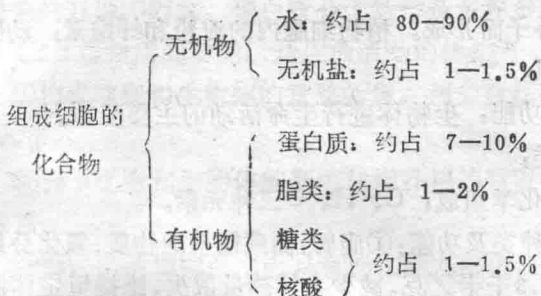 水：约占 80—90%
无机物
无机盐：约占 1—1.5%
组成细胞的
化合物
蛋白质：约占 7—10%
脂类：约占 1—2%
有机物
糖类
核酸
约占 1—1.5%